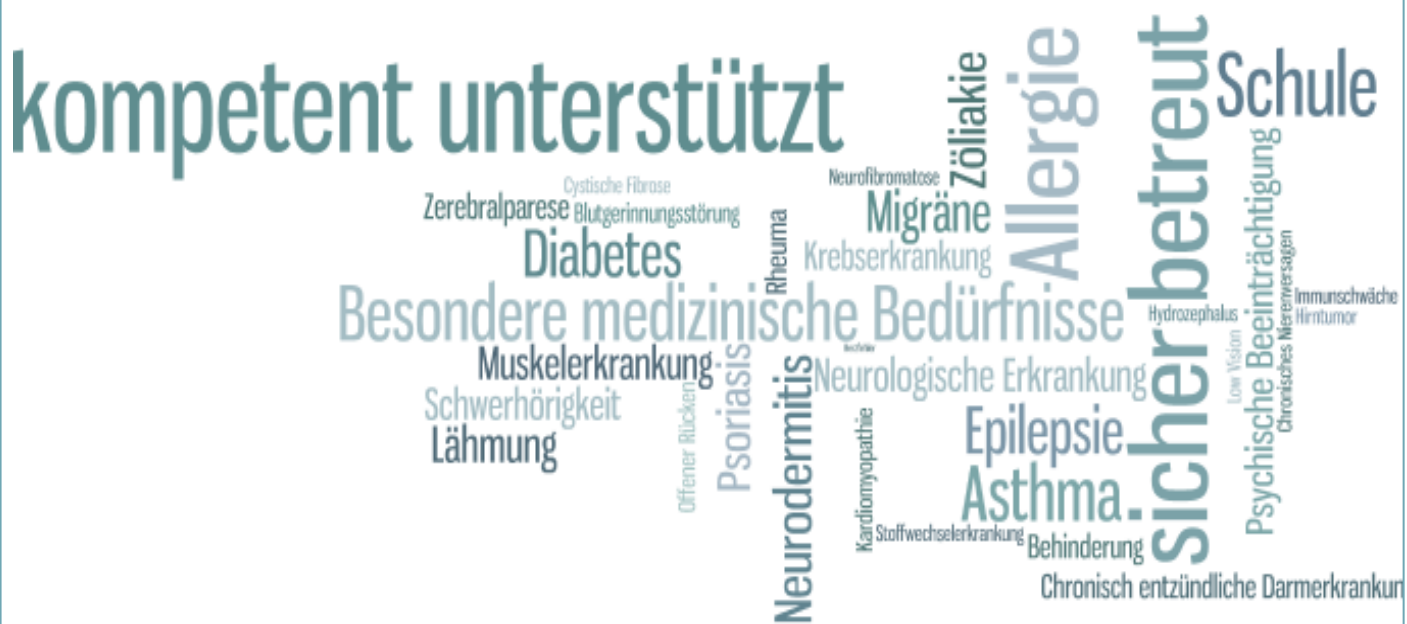 kompetent unterstützt
Zöliakie
Allergie
sicher betreut
Schule
Neurofibromatose
Cystische Fibrose
Zerebralparese
Blutgerinnungsstörung
Migräne
Psychische Beeinträchtigung
Diabetes
Rheuma
Krebserkrankung
Chronisches Nierenversagen
Immunschwäche
Besondere medizinische Bedürfnisse
Hydrozephalus
Hirntumor
Muskelerkrankung
Psoriasis
Neurologische Erkrankung
Low Vision
Schwerhörigkeit
Offener Rücken
Neurodermitis
Kardiomyopathie
Epilepsie
Lähmung
Asthma
Stoffwechselerkrankung
Behinderung
Chronisch entzündliche Darmerkrankun